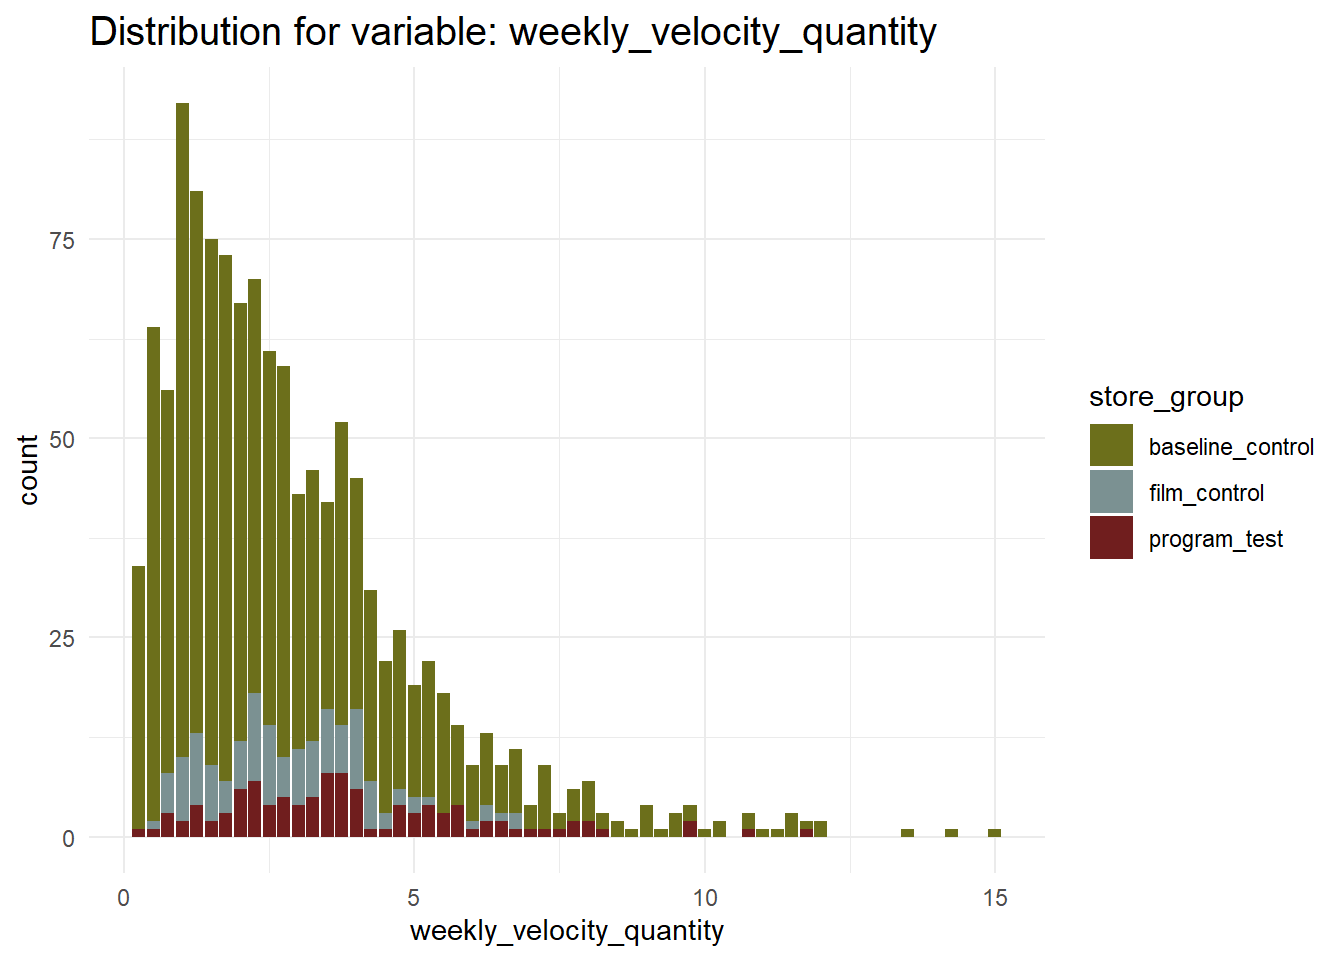 Distribution for variable: weekly_velocity_quantity
75
50
25
0
count
0 5 10 15
weekly_velocity_quantity
store_group
baseline_control
film_control
program_test